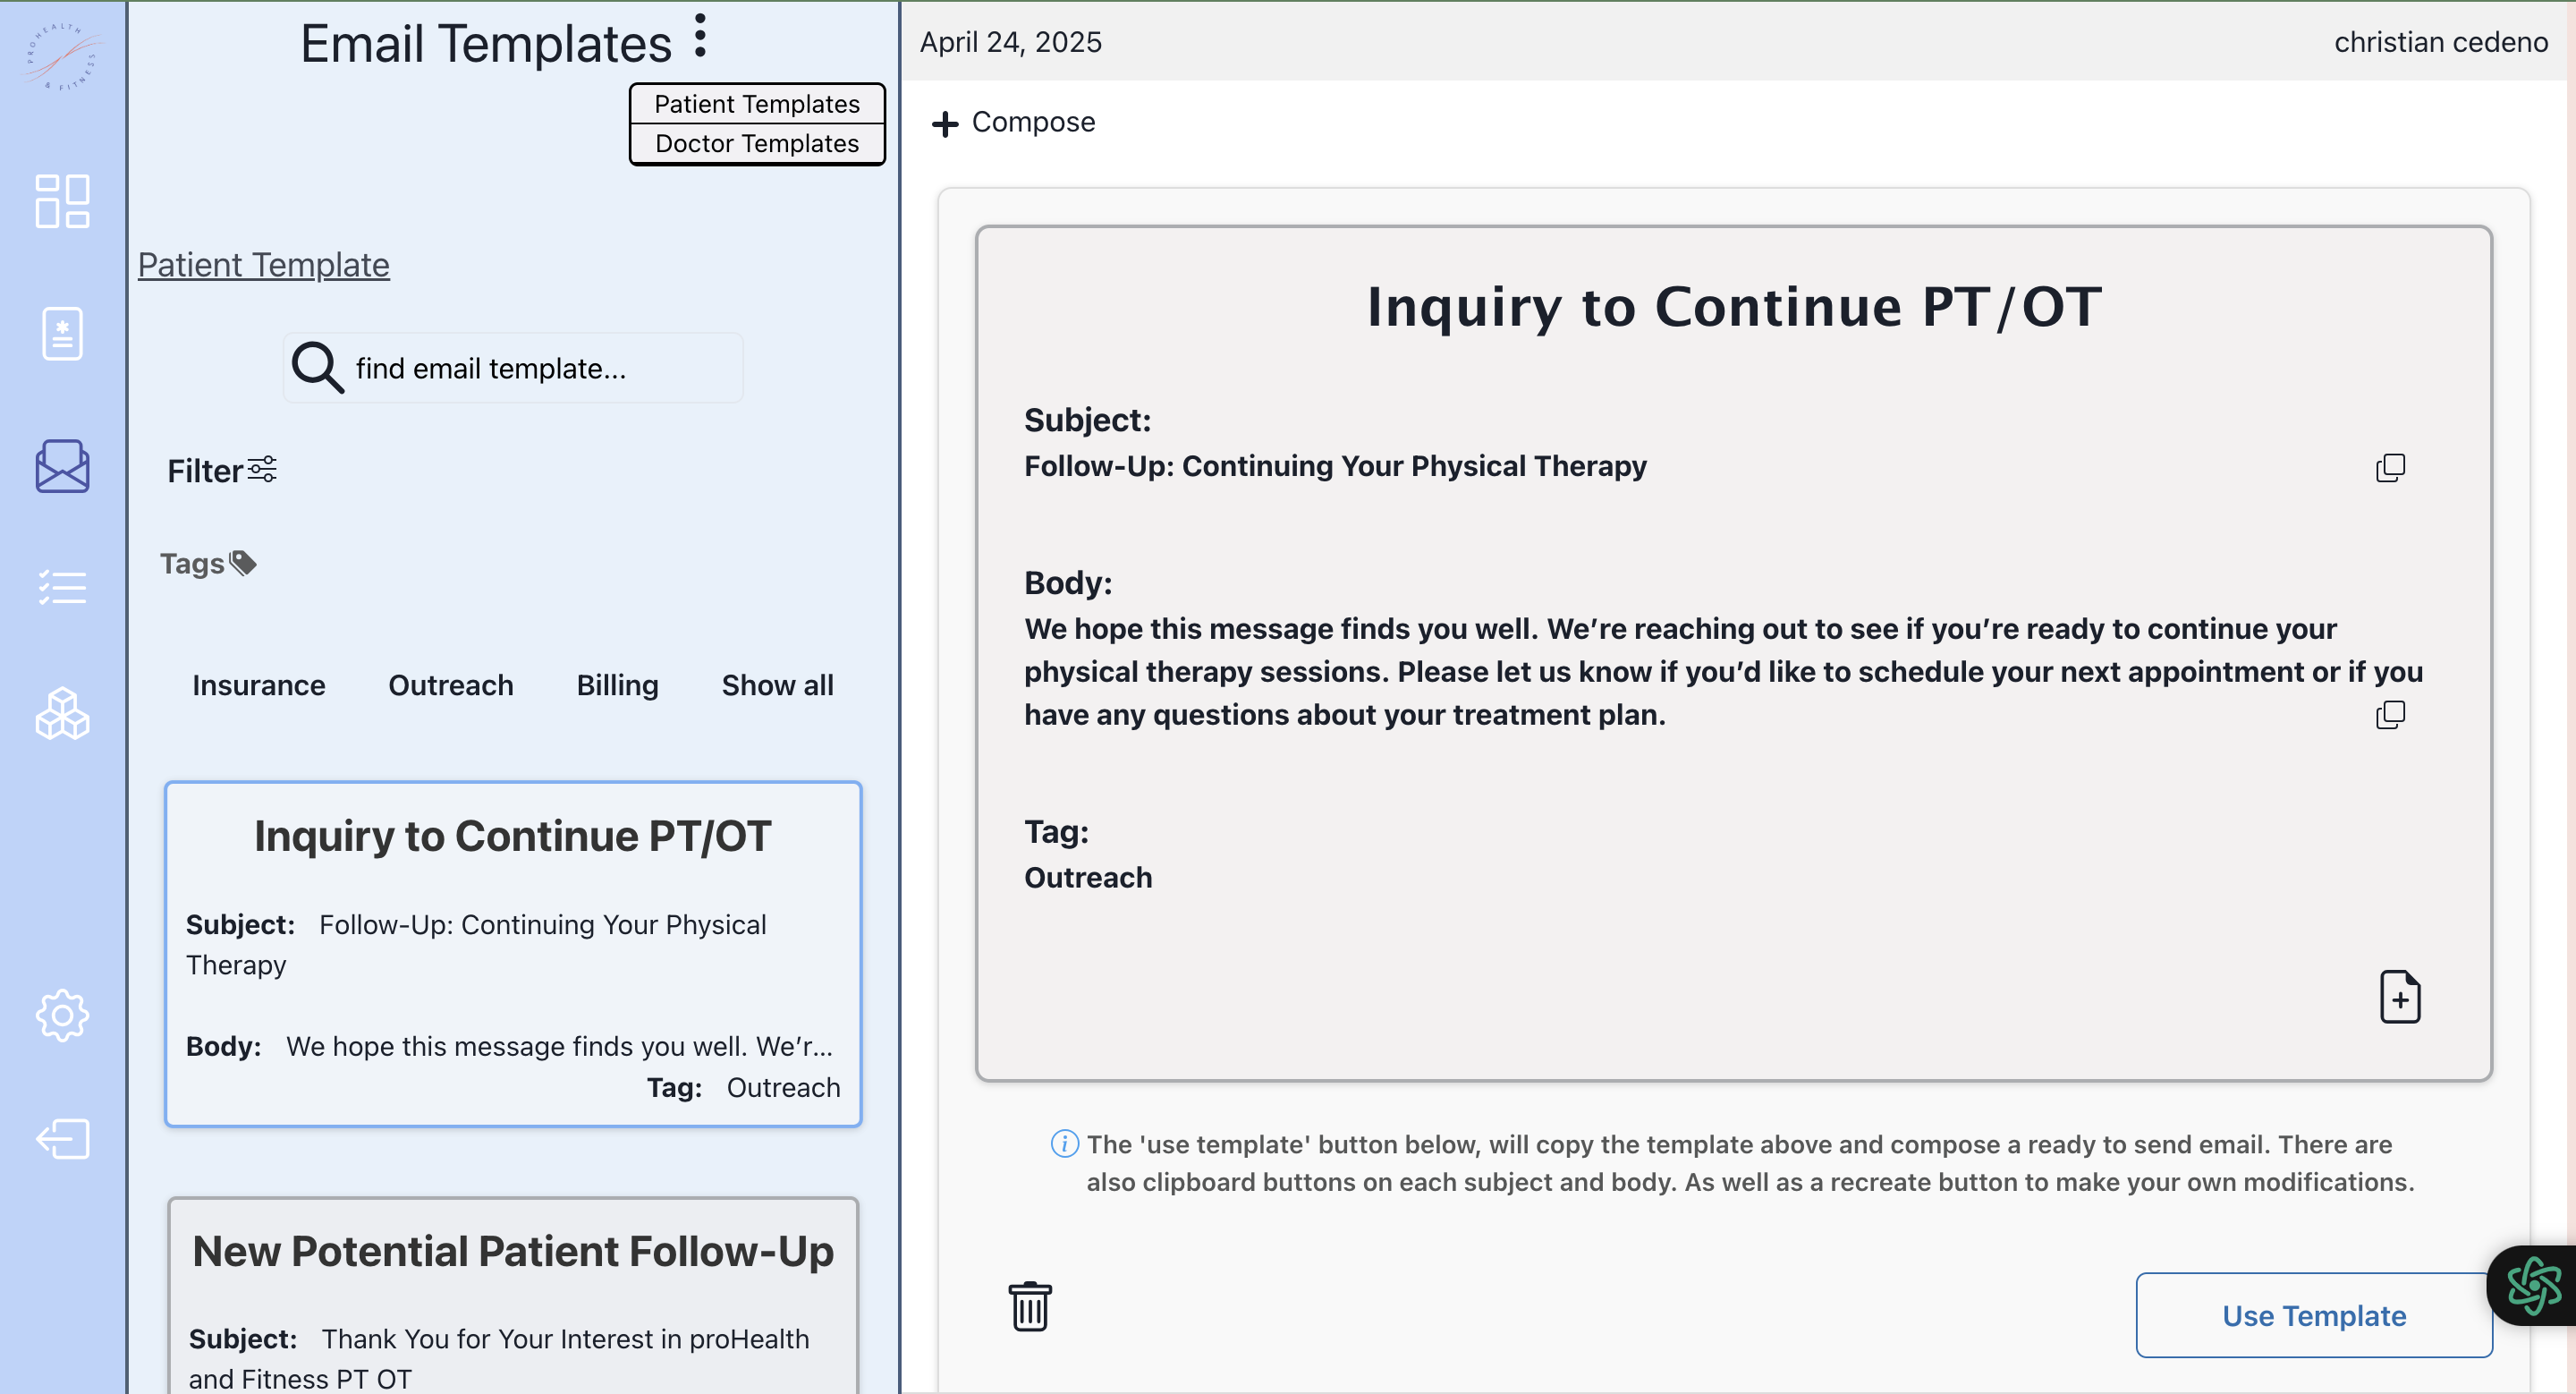 PROHEALTH
& FITNESS
Email Templates
Patient Templates
Doctor Templates
Patient Template
find email template...
Filter
Tags
Insurance Outreach Billing Show all
Inquiry to Continue PT/OT
Subject: Follow-Up: Continuing Your Physical
Therapy
Body: We hope this message finds you well. We’r...
Tag: Outreach
New Potential Patient Follow-Up
Subject: Thank You for Your Interest in proHealth
and Fitness PT OT
April 24, 2025
christian cedeno
Compose
Inquiry to Continue PT/OT
Subject:
Follow-Up: Continuing Your Physical Therapy
Body:
We hope this message finds you well. We’re reaching out to see if you’re ready to continue your
physical therapy sessions. Please let us know if you’d like to schedule your next appointment or if you
have any questions about your treatment plan.
Tag:
Outreach
The 'use template' button below, will copy the template above and compose a ready to send email. There are
also clipboard buttons on each subject and body. As well as a recreate button to make your own modifications.
Use Template